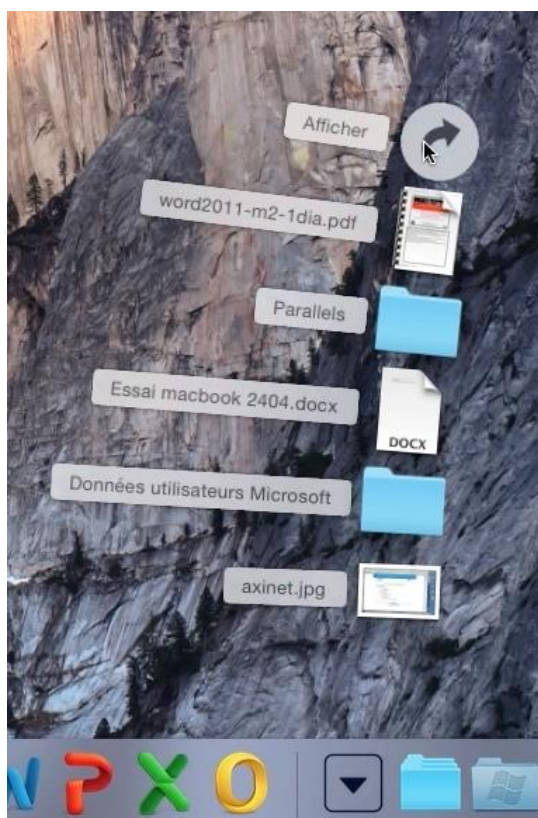 Afficher
word2011-m2-1dia.pdf
Parallels
Essai macbook 2404.docx
DOCX
Données utilisateurs Microsoft
axinet.jpg